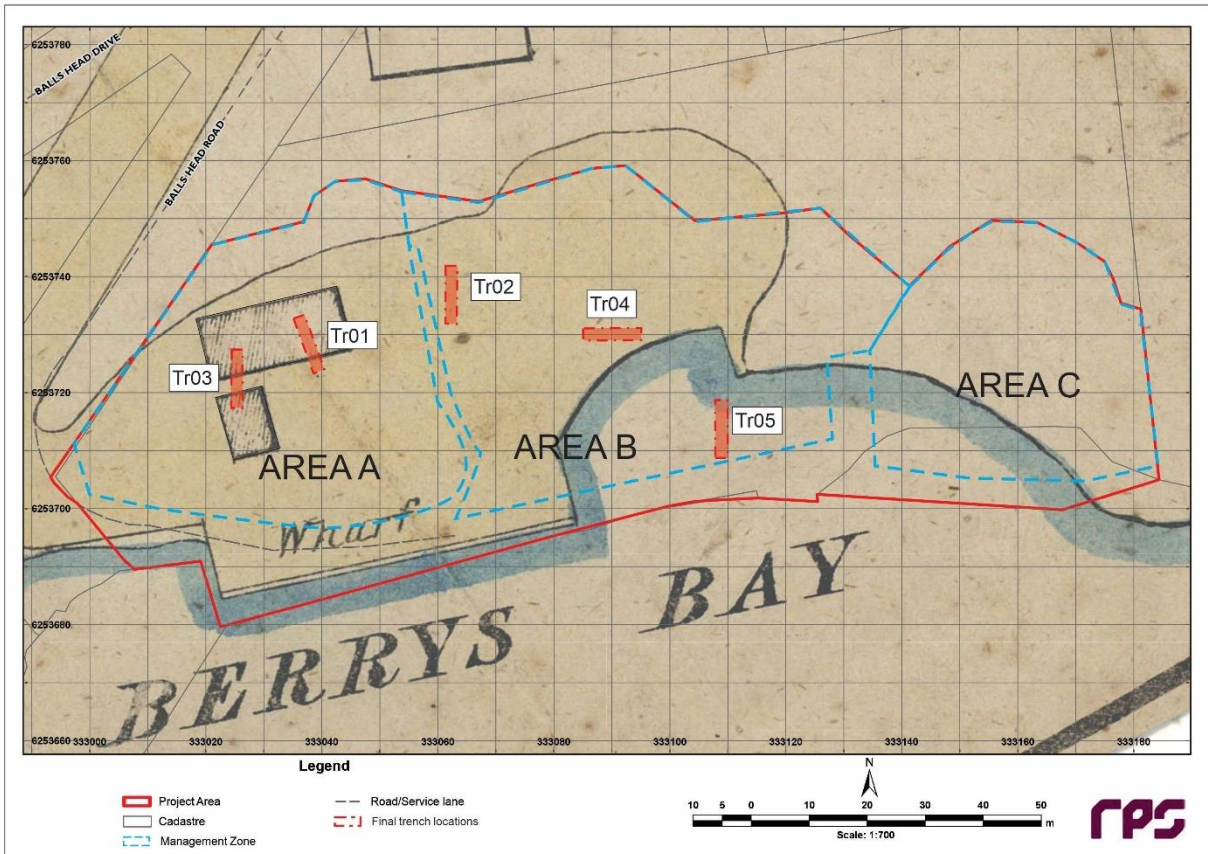 6253780
BALLS HEAD DRIVE
6253760
BALLS HEAD ROAD
6253740
Tr02
Tr04
Tr01
Tr03
6253720
AREA C
Tr05
AREA B
AREA A
6253700
Wharf
BERRYS BAY
6253680
6253660
333000
333020
333040
333060
333080
333100
333120
333140
333160
333180
Legend
Project Area
Road/Service lane
Cadastre
Final trench locations
Management Zone
N
10 5 0 10 20 30 40 50
m
Scale: 1:700
rps